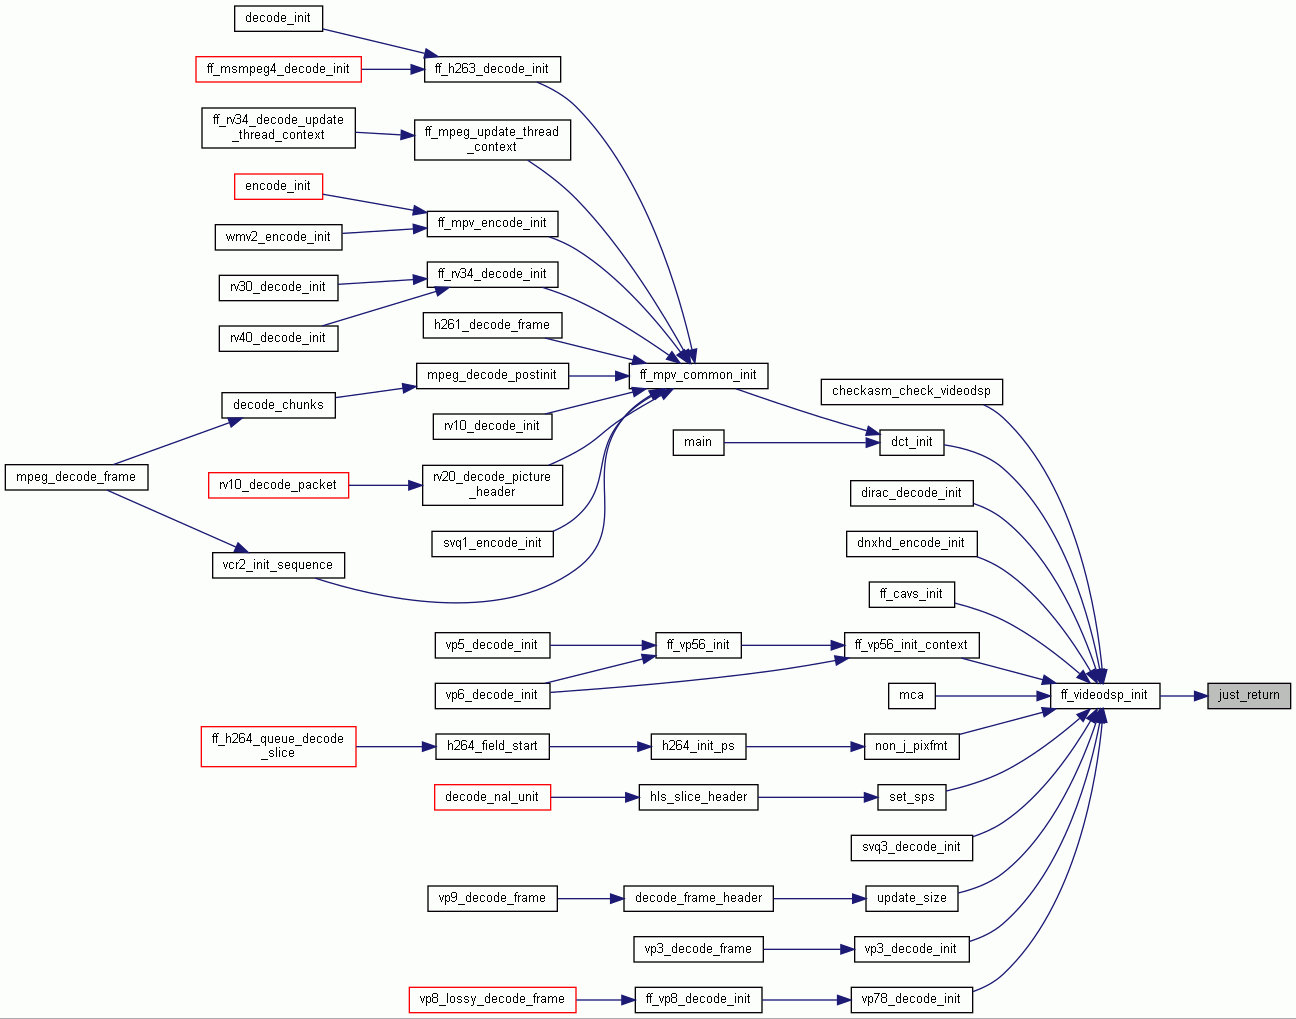 decode_init
ff_msmpeg4_decode_init
ff_h263_decode_init
ff_rv34_decode_update
_thread_context
ff_mpeg_update_thread
_context
encode_init
wmv2_encode_init
ff_mpv_encode_init
rv30_decode_init
ff_rv34_decode_init
rv40_decode_init
h261_decode_frame
mpeg_decode_postinit
ff_mpv_common_init
checkasm_check_videodsp
decode_chunks
rv10_decode_init
main
dct_init
mpeg_decode_frame
rv10_decode_packet
rv20_decode_picture
_header
dirac_decode_init
svq1_encode_init
dnxhd_encode_init
vcr2_init_sequence
ff_cavs_init
vp5_decode_init
ff_vp56_init
ff_vp56_init_context
vp6_decode_init
mca
ff_videodsp_init
just_return
ff_h264_queue_decode
_slice
h264_field_start
h264_init_ps
non_j_pixfmt
decode_nal_unit
hls_slice_header
set_sps
svq3_decode_init
vp9_decode_frame
decode_frame_header
update_size
vp3_decode_frame
vp3_decode_init
vp8_lossy_decode_frame
ff_vp8_decode_init
vp78_decode_init